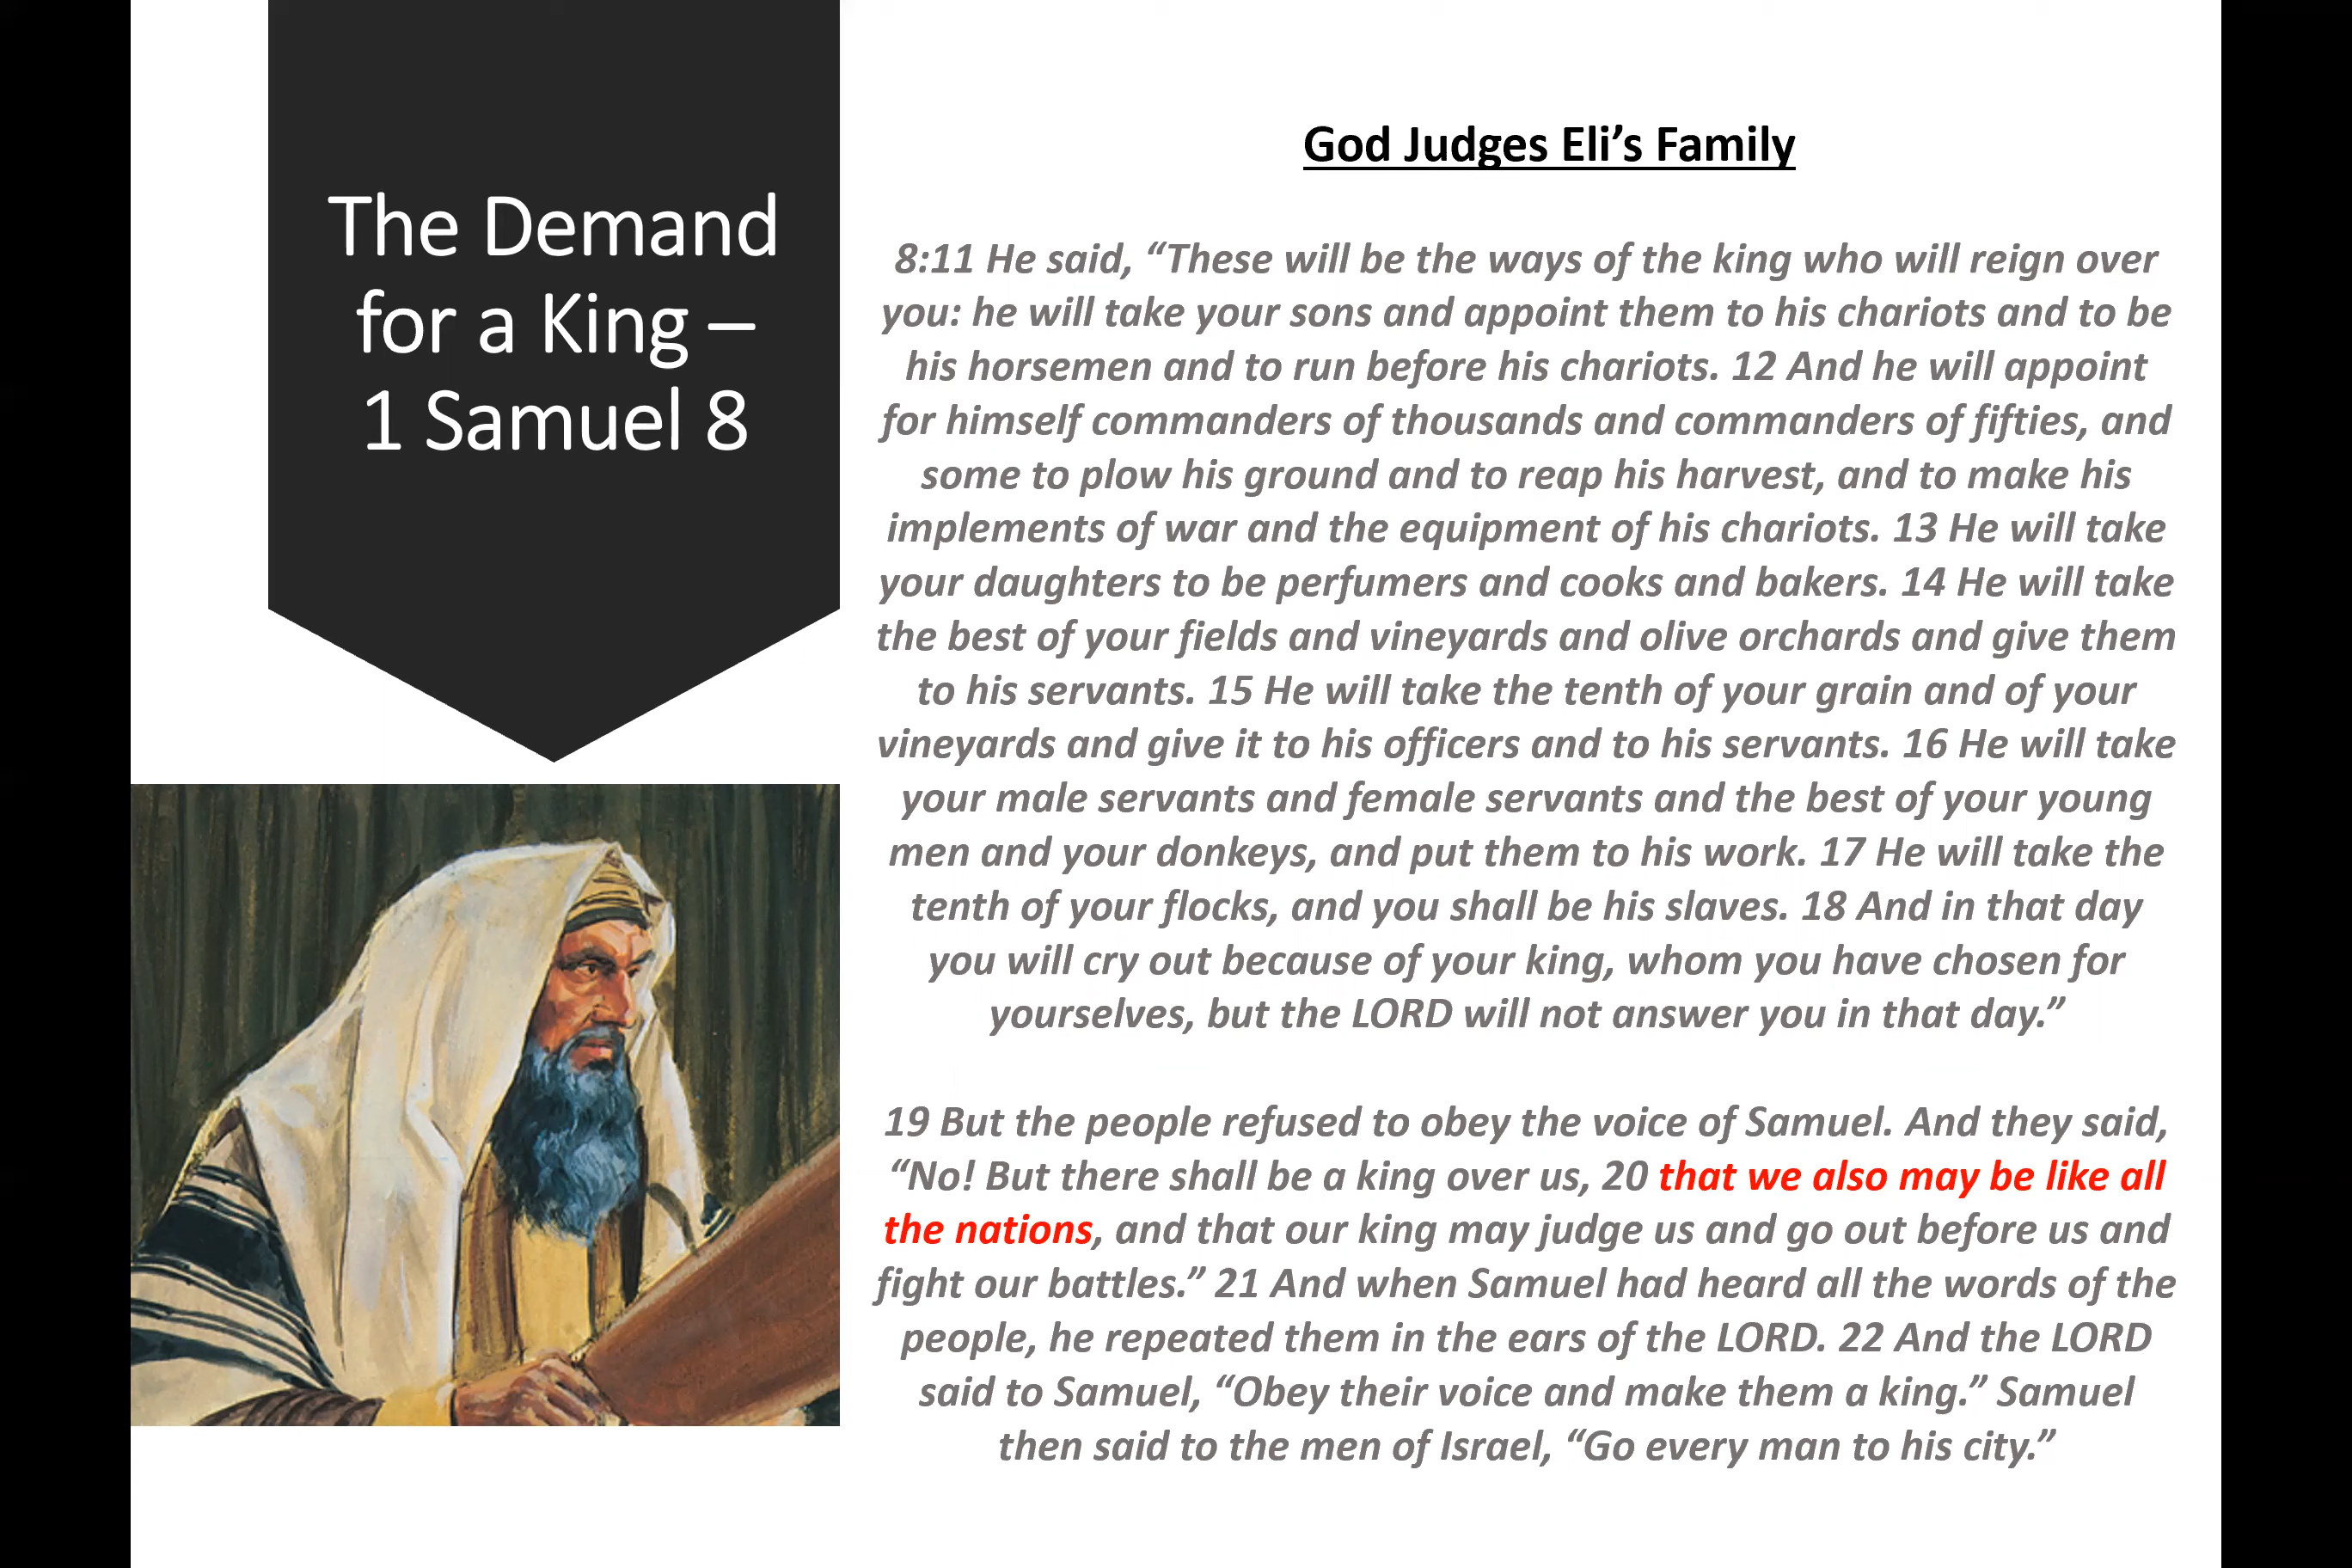 The Demand
for a King –
1 Samuel 8
God Judges Eli’s Family
8:11 He said, “These will be the ways of the king who will reign over
you: he will take your sons and appoint them to his chariots and to be
his horsemen and to run before his chariots. 12 And he will appoint
for himself commanders of thousands and commanders of fifties, and
some to plow his ground and to reap his harvest, and to make his
implements of war and the equipment of his chariots. 13 He will take
your daughters to be perfumers and cooks and bakers. 14 He will take
the best of your fields and vineyards and olive orchards and give them
to his servants. 15 He will take the tenth of your grain and of your
vineyards and give it to his officers and to his servants. 16 He will take
your male servants and female servants and the best of your young
men and your donkeys, and put them to his work. 17 He will take the
tenth of your flocks, and you shall be his slaves. 18 And in that day
you will cry out because of your king, whom you have chosen for
yourselves, but the LORD will not answer you in that day.”
19 But the people refused to obey the voice of Samuel. And they said,
“No! But there shall be a king over us, 20 that we also may be like all
the nations, and that our king may judge us and go out before us and
fight our battles.” 21 And when Samuel had heard all the words of the
people, he repeated them in the ears of the LORD. 22 And the LORD
said to Samuel, “Obey their voice and make them a king.” Samuel
then said to the men of Israel, “Go every man to his city.”